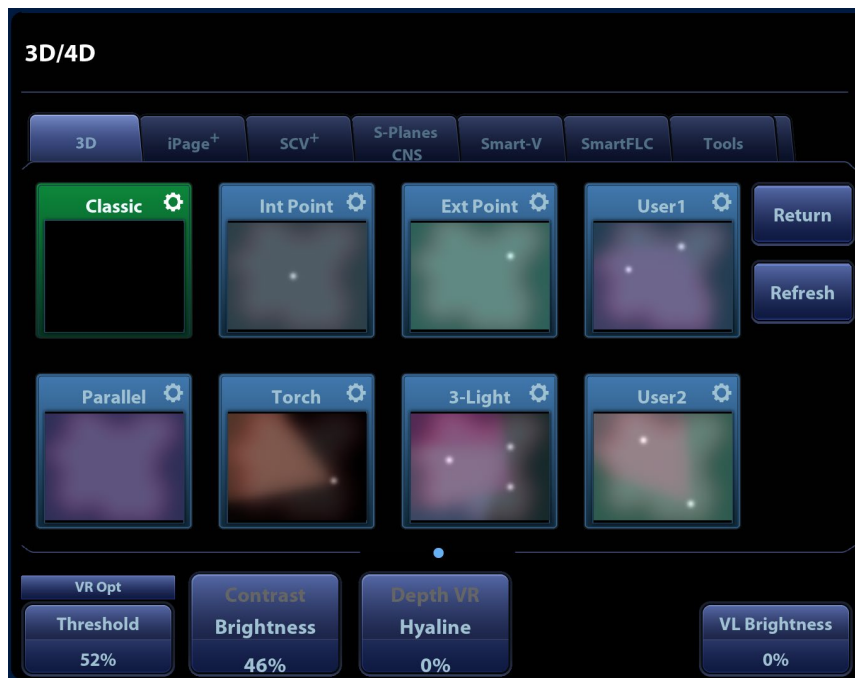 3D/4D
3D
iPage+
SCV+
S-Planes
CNS
Smart-V
SmartFLC
Tools
Classic
Int Point
Ext Point
User1
Return
Refresh
Parallel
Torch
3-Light
User2
VR Opt
Threshold
52%
Contrast
Brightness
46%
Depth VR
Hyaline
0%
VL Brightness
0%